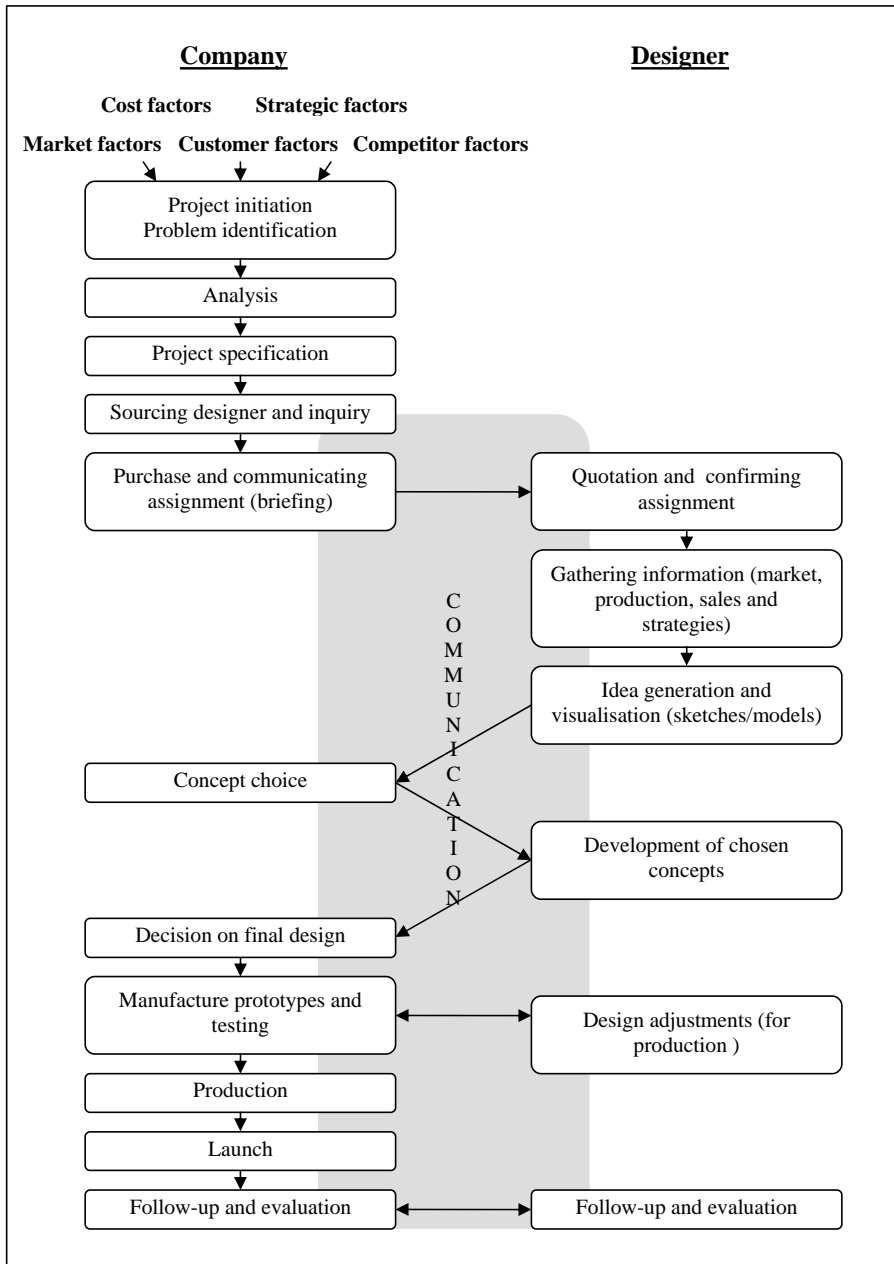 Company
Designer
Cost factors
Strategic factors
Market factors
Customer factors
Competitor factors
Project initiation
Problem identification
Analysis
Project specification
Sourcing designer and inquiry
Purchase and communicating
assignment (briefing)
Quotation and confirming
assignment
Gathering information (market,
production, sales and
strategies)
Idea generation and
visualisation (sketches/models)
COMMUNICATION
Concept choice
Development of chosen
concepts
Decision on final design
Manufacture prototypes and
testing
Design adjustments (for
production )
Production
Launch
Follow-up and evaluation
Follow-up and evaluation